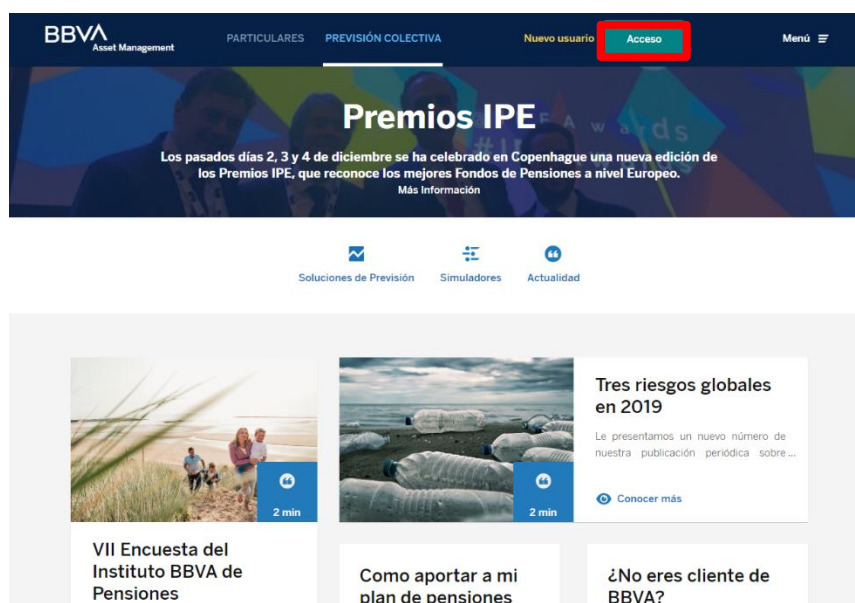 BBVA
Asset Management
PARTICULARES
PREVISIÓN COLECTIVA
Nuevo usuario
Acceso
Menú
Premios IPE
Los pasados días 2, 3 y 4 de diciembre se ha celebrado en Copenhague una nueva edición de
los Premios IPE, que reconoce los mejores Fondos de Pensiones a nivel Europeo.
Más Información
Soluciones de Previsión
Simuladores
Actualidad
2 min
VII Encuesta del
Instituto BBVA de
Pensiones
2 min
Tres riesgos globales
en 2019
Le presentamos un nuevo número de
nuestra publicación periódica sobre...
Conocer más
Como aportar a mi
plan de pensiones
¿No eres cliente de
BBVA?